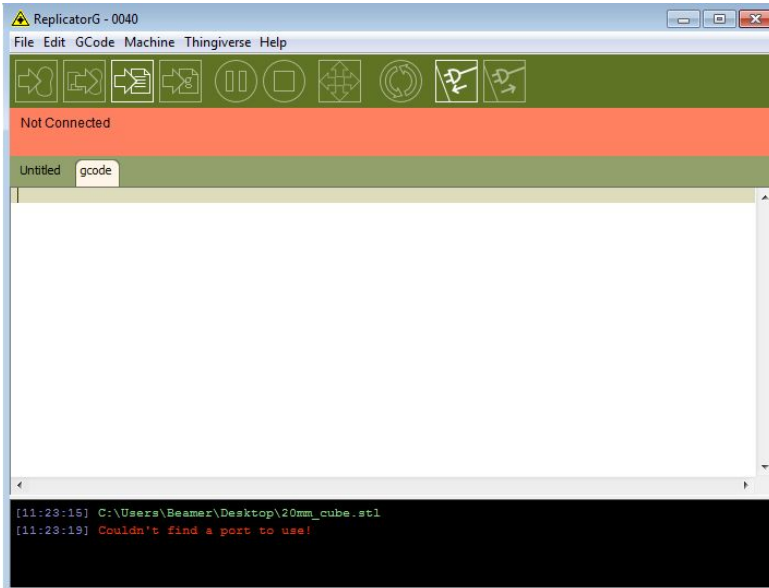 ReplicatorG - 0040
File Edit GCode Machine Thingiverse Help
Not Connected
Untitled gcode
[11:23:15] C:\Users\Beamer\Desktop\20mm_cube.stl
[11:23:19] Couldn't find a port to use!